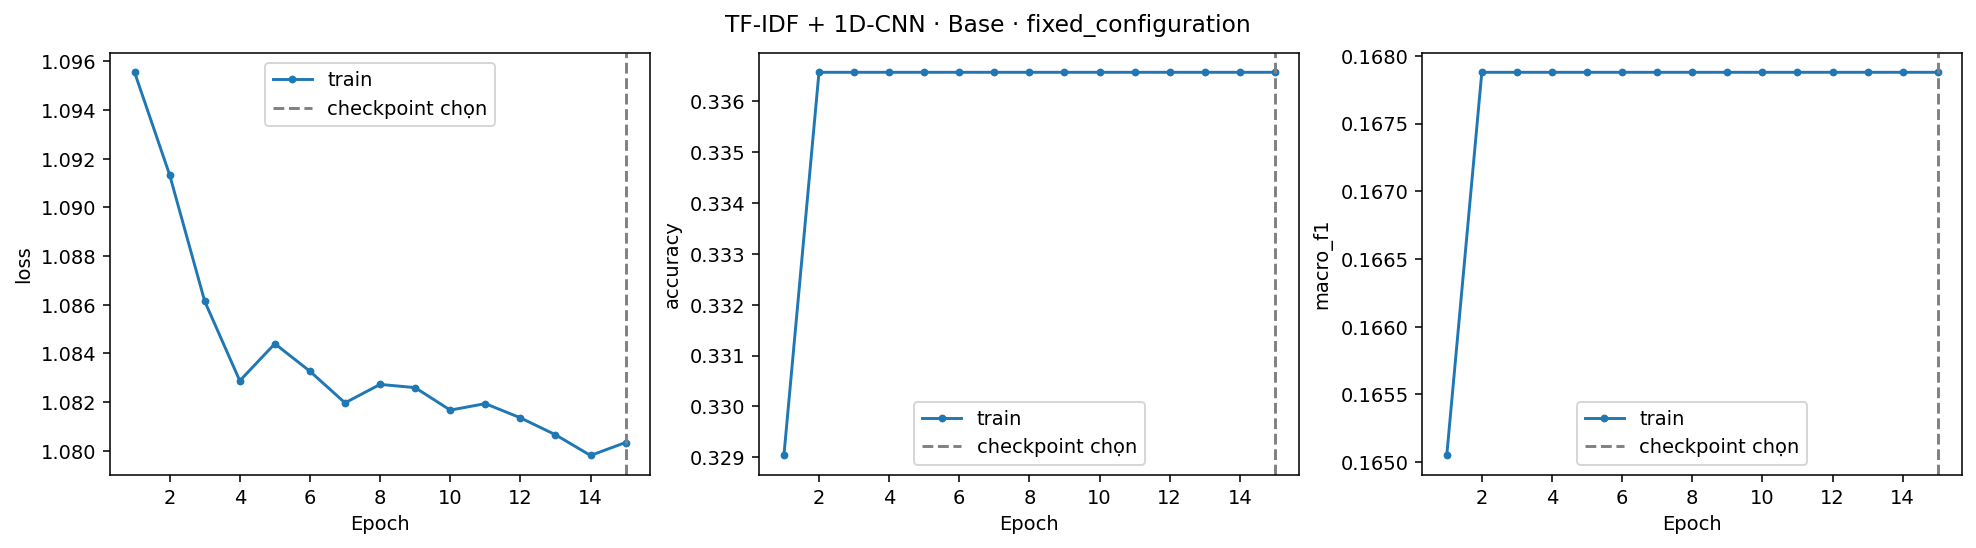 TF-IDF + 1D-CNN · Base · fixed_configuration
loss
1.096
1.094
1.092
1.090
1.088
1.086
1.084
1.082
1.080
train
checkpoint chọn
2 4 6 8 10 12 14
Epoch
accuracy
0.336
0.335
0.334
0.333
0.332
0.331
0.330
0.329
train
checkpoint chọn
2 4 6 8 10 12 14
Epoch
macro_f1
0.1680
0.1675
0.1670
0.1665
0.1660
0.1655
0.1650
train
checkpoint chọn
2 4 6 8 10 12 14
Epoch